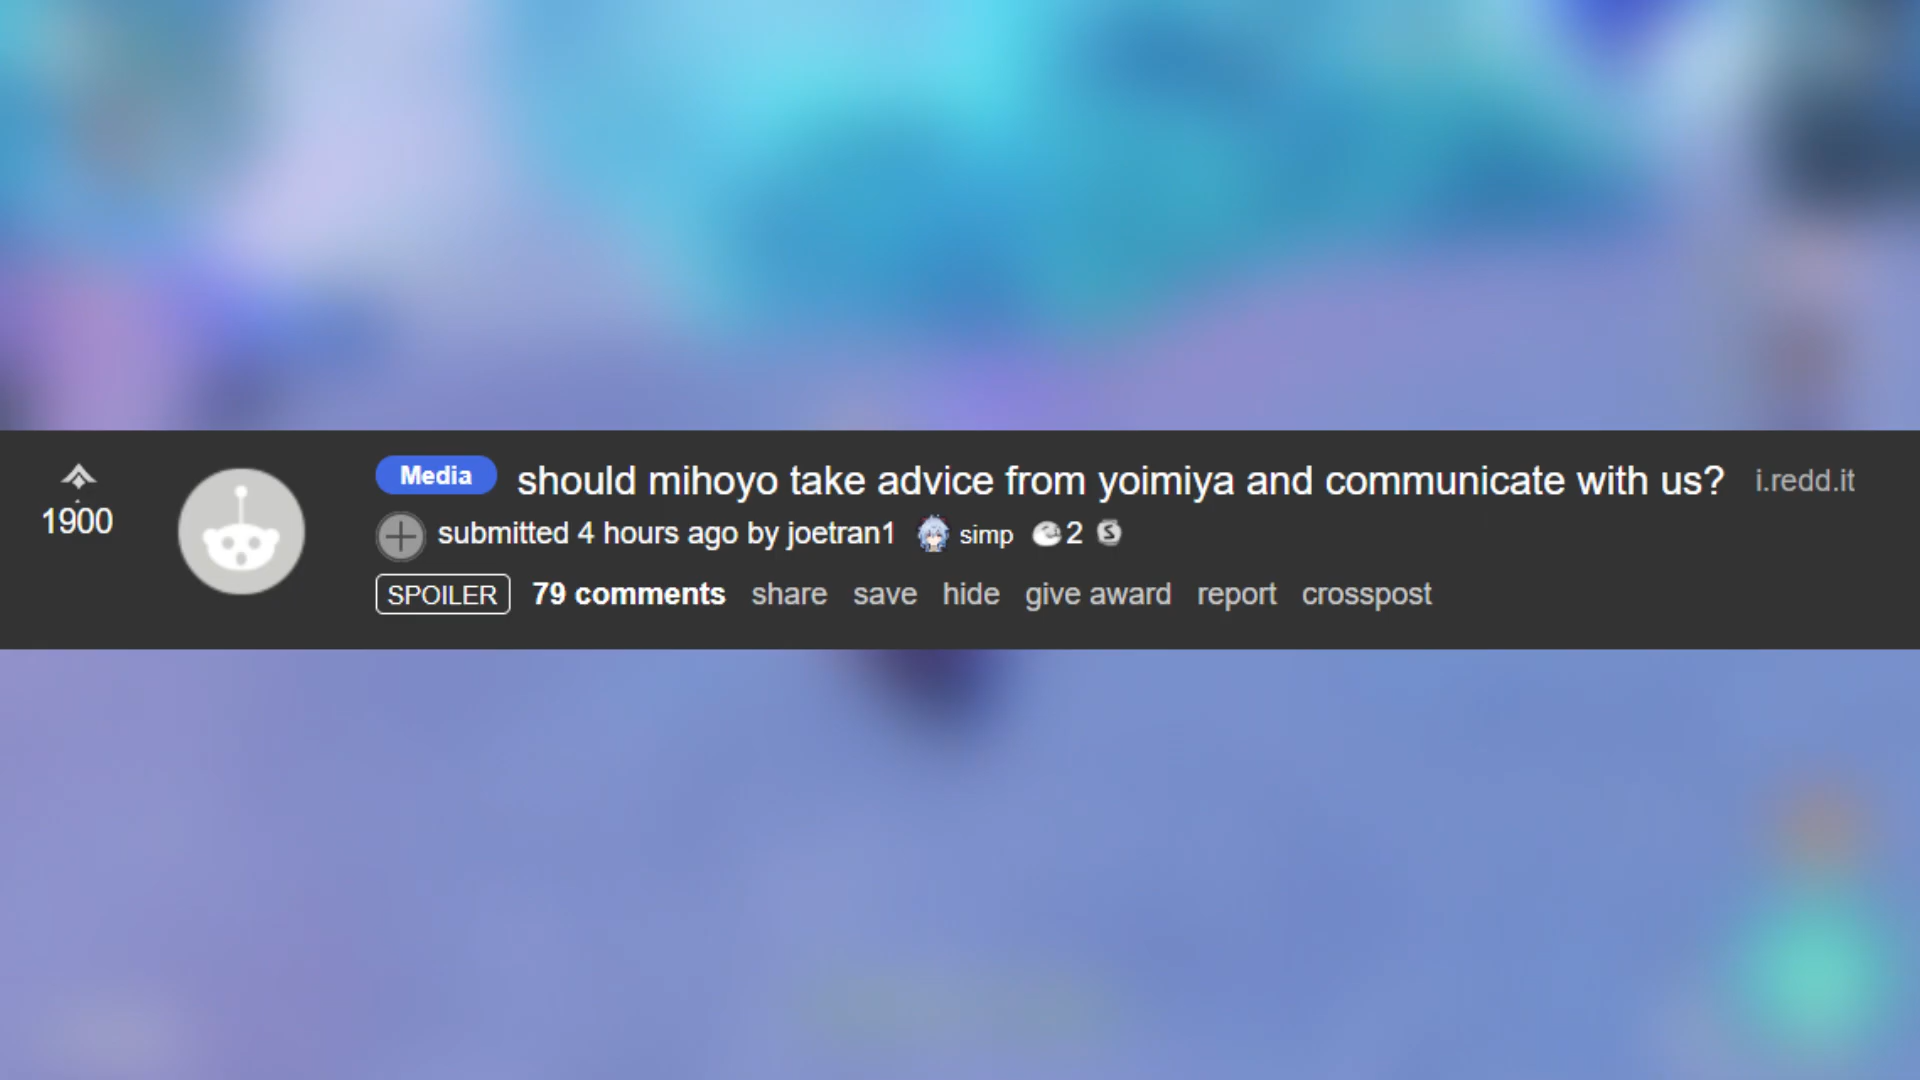 1900
Media should mihoyo take advice from yoimiya and communicate with us? i.redd.it
submitted 4 hours ago by joetran1 simp 2 S
SPOILER 79 comments share save hide give award report crosspost